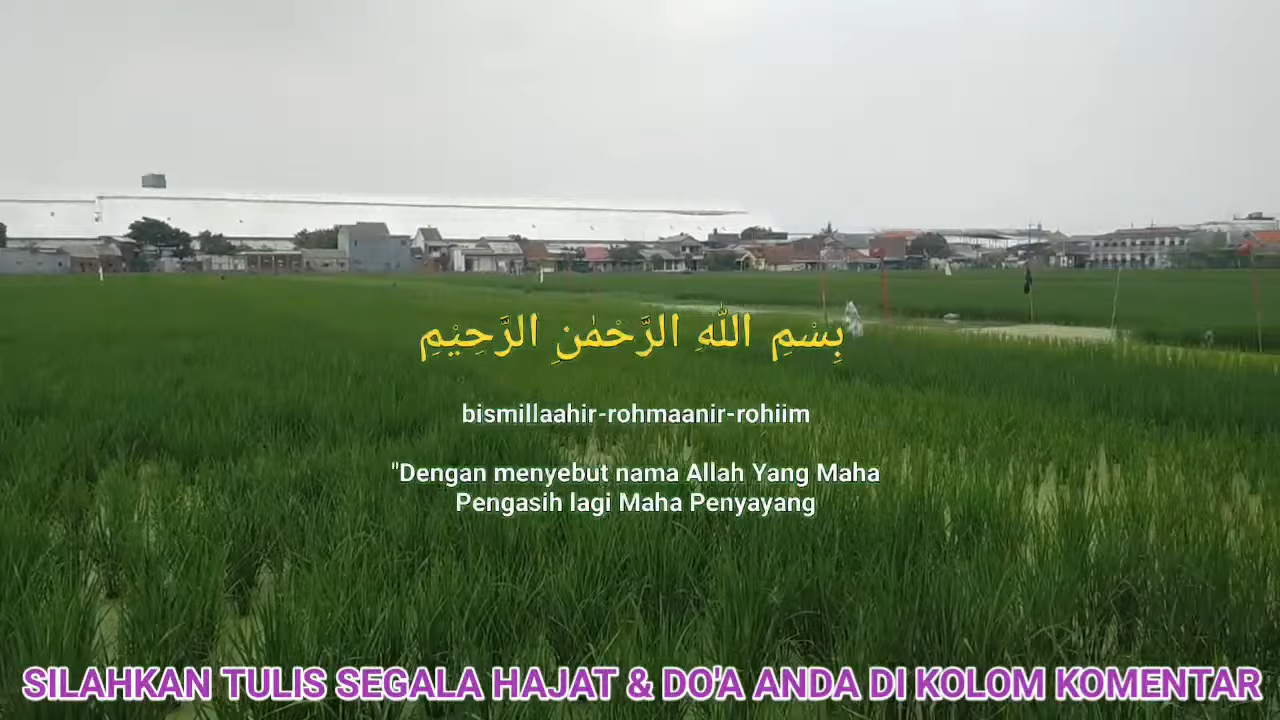 بِسْمِ اللّٰهِ الرَّحْمٰنِ الرَّحِيْمِ
bismillaahir-rohmaanir-rohiim
"Dengan menyebut nama Allah Yang Maha
Pengasih lagi Maha Penyayang
SILAHKAN TULIS SEGALA HAJAT & DO'A ANDA DI KOLOM KOMENTAR